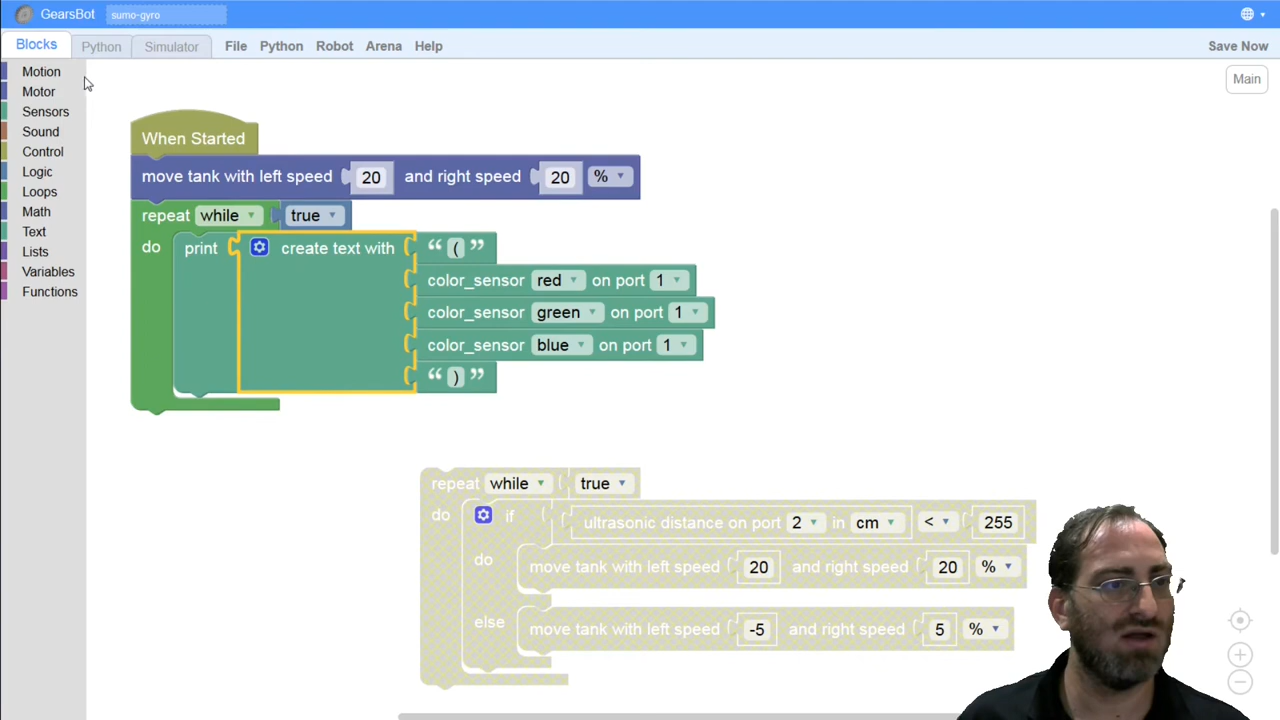 GearsBot sumo-gyro
Blocks Python Simulator File Python Robot Arena Help Save Now
Motion
Motor
Sensors
Sound
Control
Logic
Loops
Math
Text
Lists
Variables
Functions
Main
When Started
move tank with left speed 20 and right speed 20 %
repeat while true
do print create text with “ ( ”
color_sensor red on port 1
color_sensor green on port 1
color_sensor blue on port 1
“ ) ”
repeat while true
do if ultrasonic distance on port 2 in cm < 255
do move tank with left speed 20 and right speed 20 %
else move tank with left speed -5 and right speed 5 %